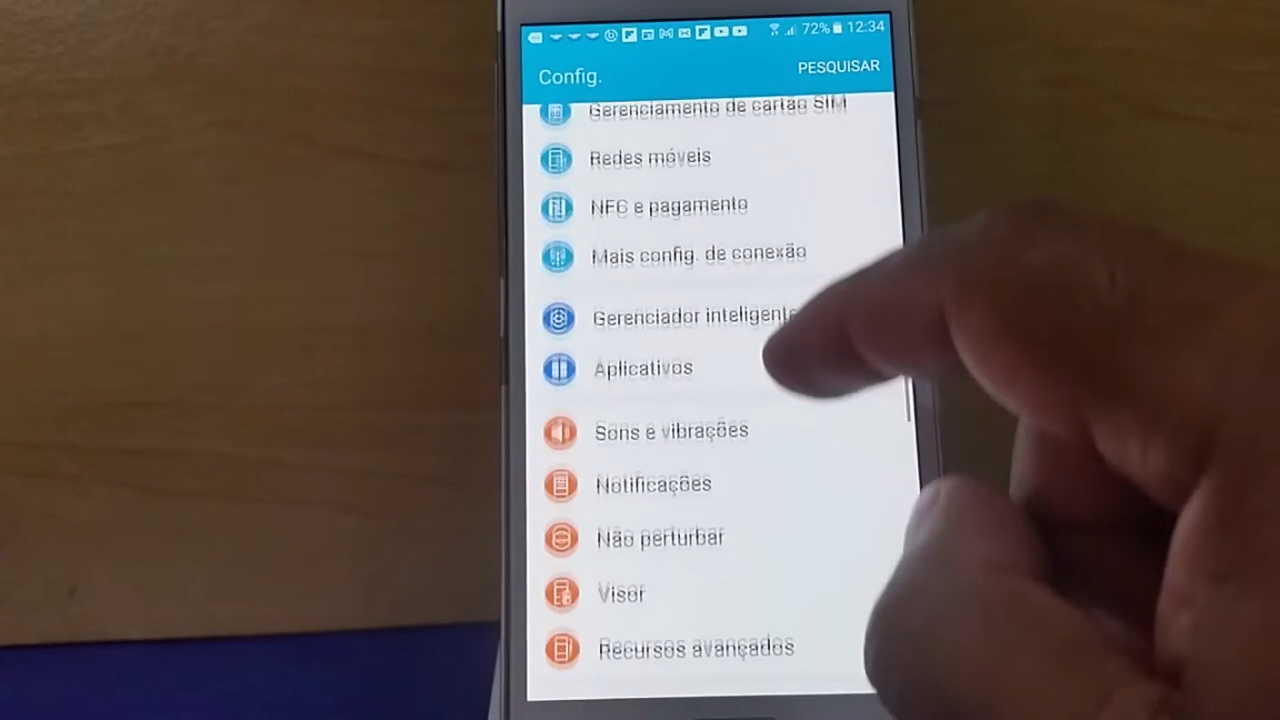 72% 12:34
Config. PESQUISAR
Gerenciamento de cartão SIM
Redes móveis
NFC e pagamento
Mais config. de conexão
Gerenciador inteligente
Aplicativos
Sons e vibrações
Notificações
Não perturbar
Visor
Recursos avançados